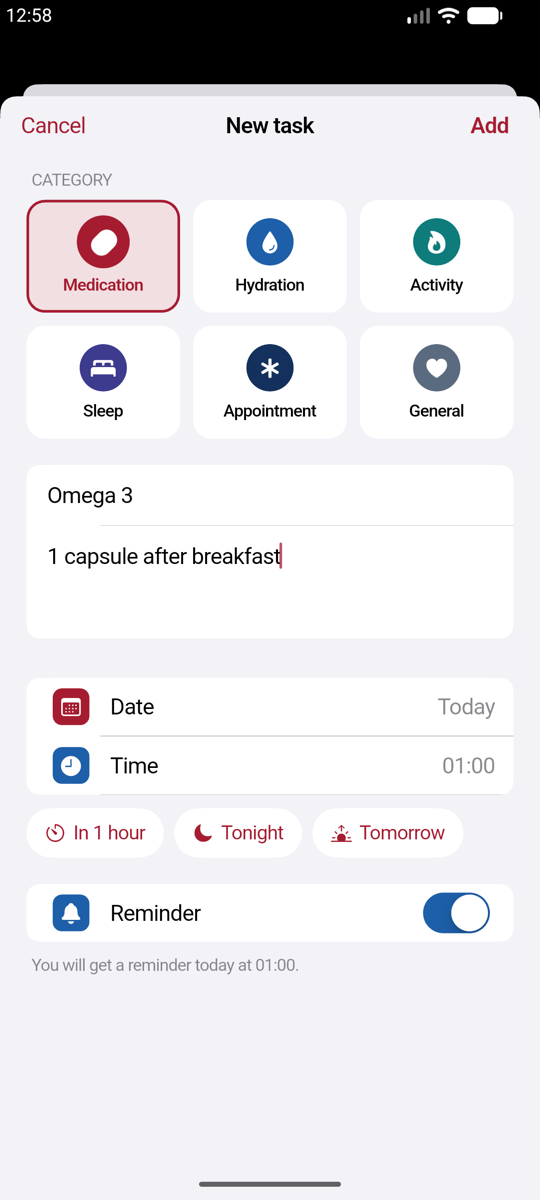 12:58
Cancel
New task
Add
CATEGORY
Medication
Hydration
Activity
Sleep
Appointment
General
Omega 3
1 capsule after breakfast
Date
Today
Time
01:00
In 1 hour
Tonight
Tomorrow
Reminder
You will get a reminder today at 01:00.